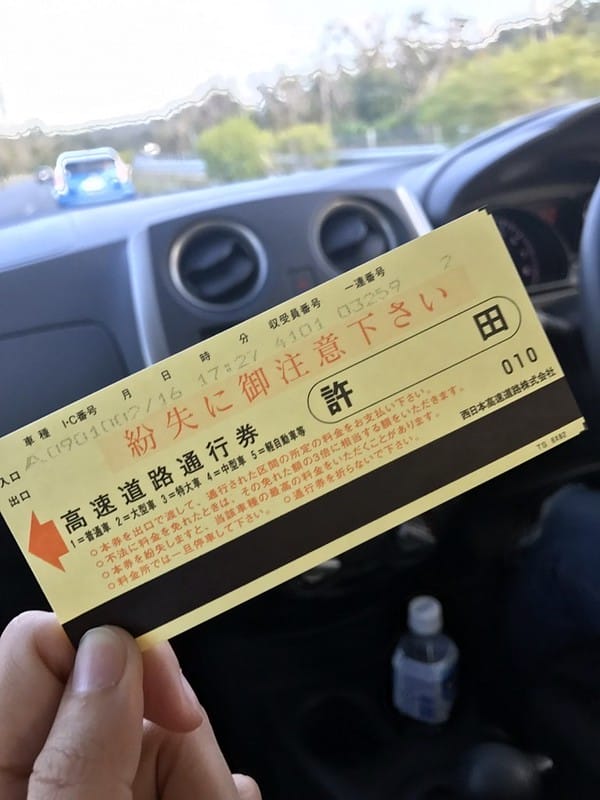 車種 I・C番号 月 日 時 分 収受員番号 一連番号
入口 A 0901002/16 17:27 4101 03259 2
出口
紛失に御注意下さい
高速道路通行券
許田
1=普通車 2=大型車 3=特大車 4=中型車 5=軽自動車等
010
○本券を出口で渡して、通行された区間の所定の料金をお支払い下さい。
○不法に料金を免れたときは、その免れた額の3倍に相当する額をいただきます。
○本券を紛失しますと、当該車種の最高の料金をいただくことがあります。
○料金所では一旦停車して下さい。 ○通行券を折らないで下さい。
西日本高速道路株式会社